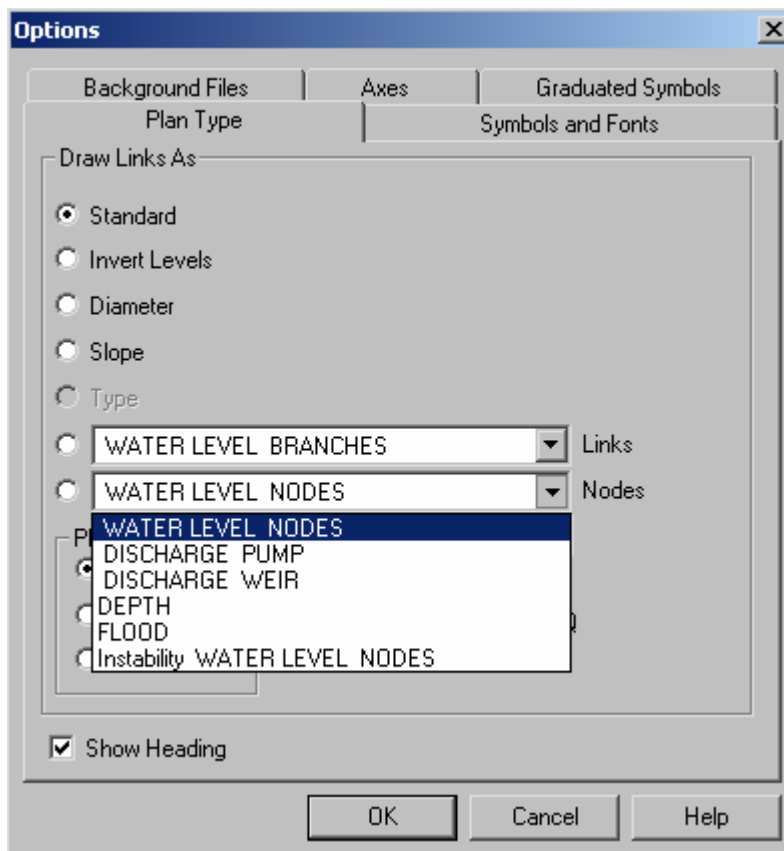 Options
Background Files Axes Graduated Symbols
Plan Type Symbols and Fonts
Draw Links As
Standard
Invert Levels
Diameter
Slope
Type
WATER LEVEL BRANCHES Links
WATER LEVEL NODES Nodes
WATER LEVEL NODES
DISCHARGE PUMP
DISCHARGE WEIR
DEPTH
FLOOD
Instability WATER LEVEL NODES
Show Heading
OK Cancel Help